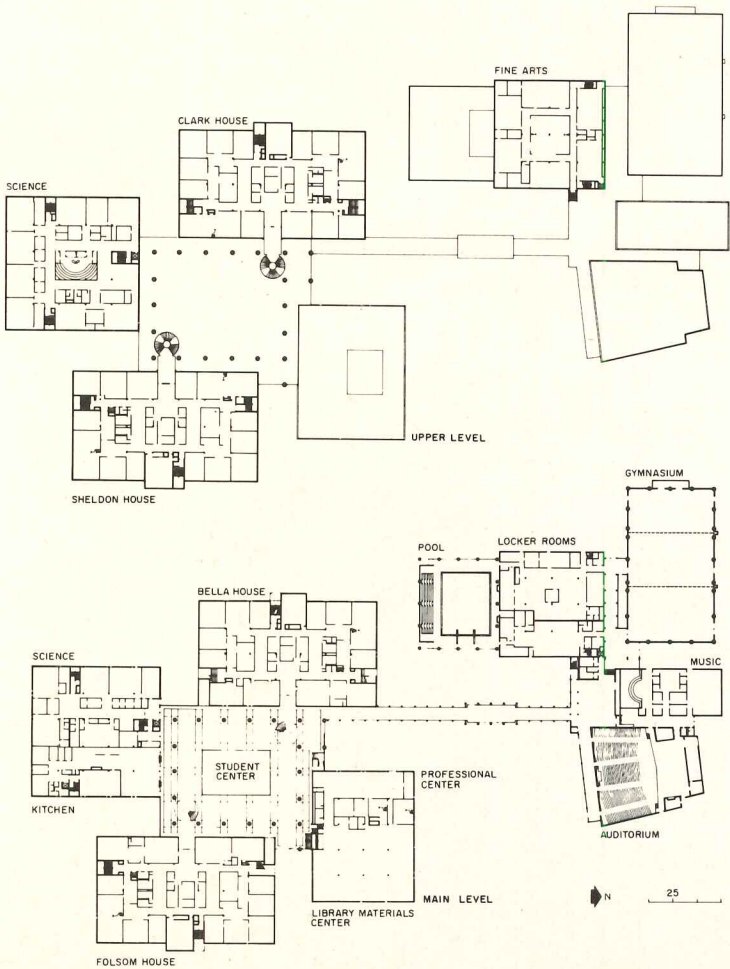 FINE ARTS
CLARK HOUSE
SCIENCE
UPPER LEVEL
SHELDON HOUSE
GYMNASIUM
POOL
LOCKER ROOMS
BELLA HOUSE
SCIENCE
MUSIC
STUDENT
CENTER
PROFESSIONAL
CENTER
KITCHEN
AUDITORIUM
MAIN LEVEL
N
25
LIBRARY MATERIALS
CENTER
FOLSOM HOUSE